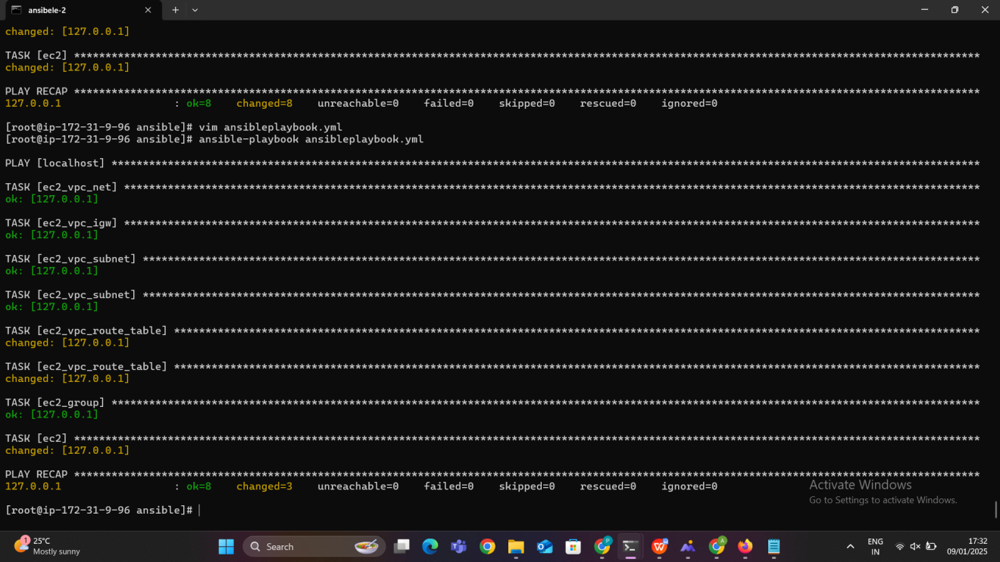 ansibele-2
changed: [127.0.0.1]
TASK [ec2] *************************************************************************************************************************************************
changed: [127.0.0.1]
PLAY RECAP *************************************************************************************************************************************************
127.0.0.1 : ok=8 changed=8 unreachable=0 failed=0 skipped=0 rescued=0 ignored=0
[root@ip-172-31-9-96 ansible]# vim ansibleplaybook.yml
[root@ip-172-31-9-96 ansible]# ansible-playbook ansibleplaybook.yml
PLAY [localhost] *******************************************************************************************************************************************
TASK [ec2_vpc_net] *****************************************************************************************************************************************
ok: [127.0.0.1]
TASK [ec2_vpc_igw] *****************************************************************************************************************************************
ok: [127.0.0.1]
TASK [ec2_vpc_subnet] **************************************************************************************************************************************
ok: [127.0.0.1]
TASK [ec2_vpc_subnet] **************************************************************************************************************************************
ok: [127.0.0.1]
TASK [ec2_vpc_route_table] *********************************************************************************************************************************
changed: [127.0.0.1]
TASK [ec2_vpc_route_table] *********************************************************************************************************************************
changed: [127.0.0.1]
TASK [ec2_group] *******************************************************************************************************************************************
ok: [127.0.0.1]
TASK [ec2] *************************************************************************************************************************************************
changed: [127.0.0.1]
PLAY RECAP *************************************************************************************************************************************************
127.0.0.1 : ok=8 changed=3 unreachable=0 failed=0 skipped=0 rescued=0 ignored=0
Activate Windows
Go to Settings to activate Windows.
[root@ip-172-31-9-96 ansible]#
1
25°C
Mostly sunny
Search
P
W
A
ENG
IN
17:32
09/01/2025